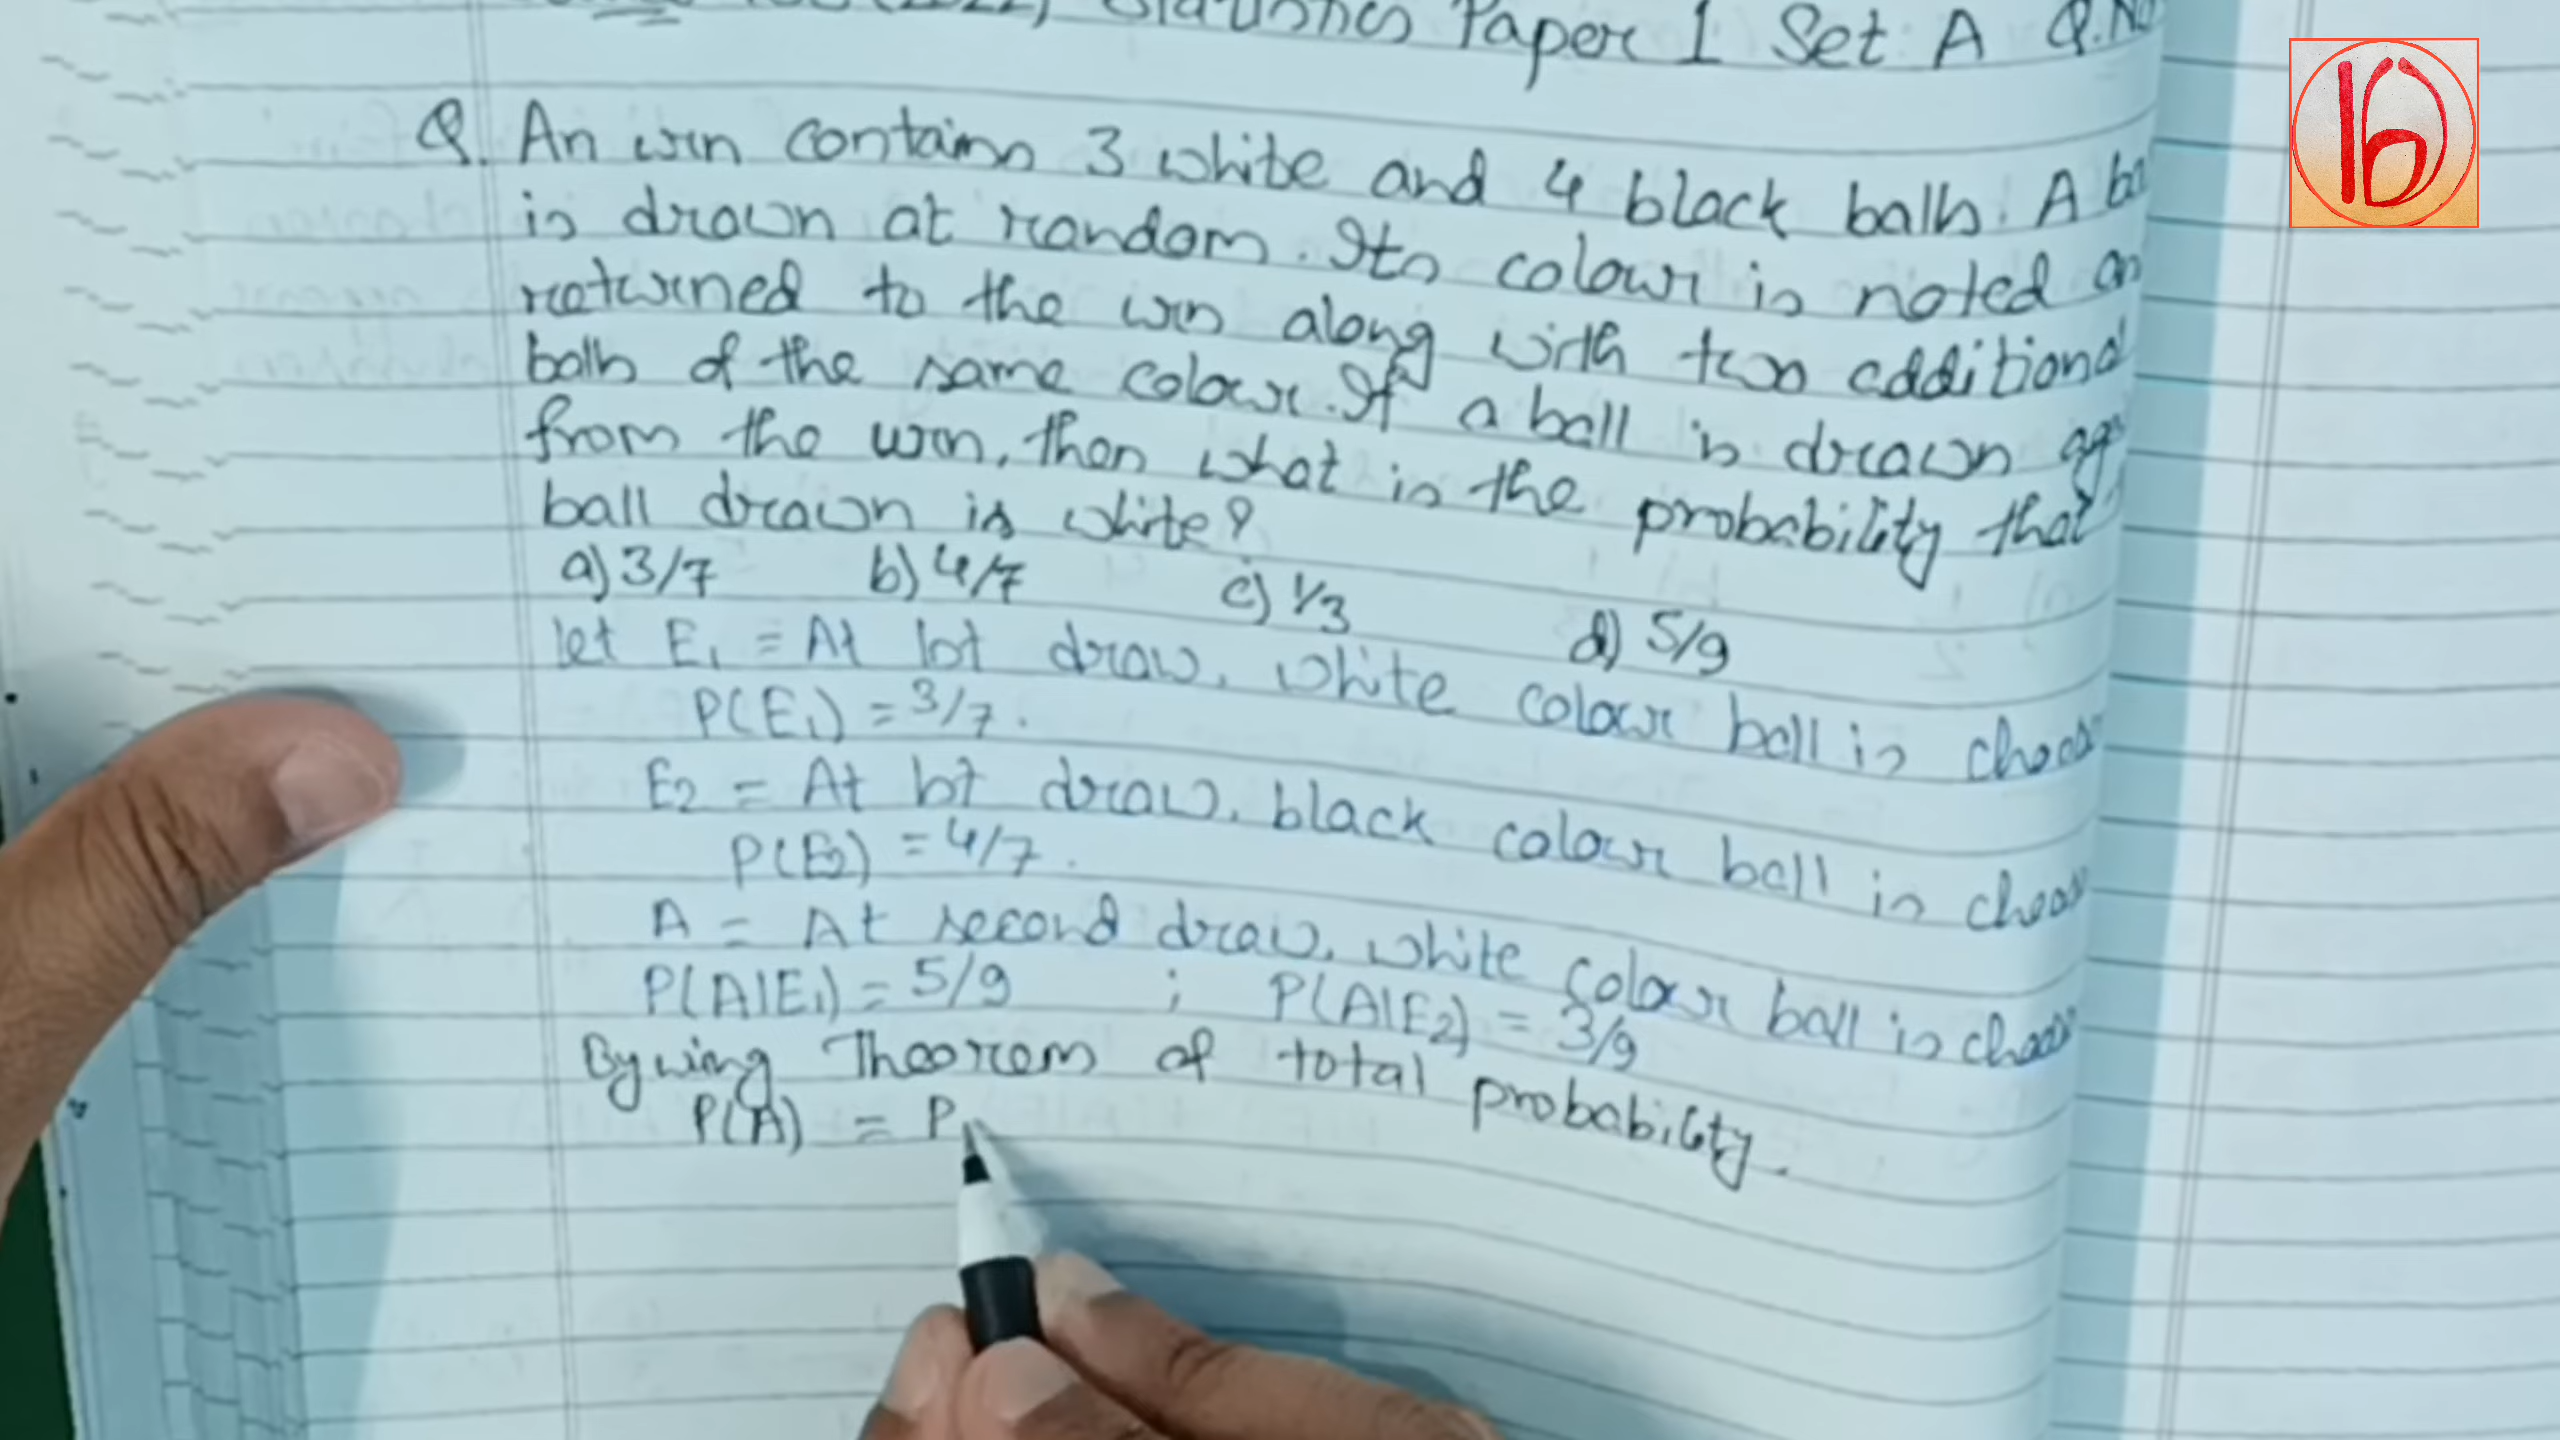 Statistics Paper 1 Set A Q.No
Q. An urn contains 3 white and 4 black balls. A
is drawn at random. Its colour is noted
returned to the urn along with two additional
balls of the same colour. If a ball is drawn
from the urn, then what is the probability that
ball drawn is white?
a) 3/7 b) 4/7 c) 1/3 d) 5/9
let E1 = At 1st draw, white colour ball is
P(E1) = 3/7.
E2 = At 1st draw, black colour ball is
P(E2) = 4/7.
A = At second draw, white colour ball is
P(A|E1) = 5/9 ; P(A|E2) = 3/9
By using Theorem of total probability.
P(A) = P